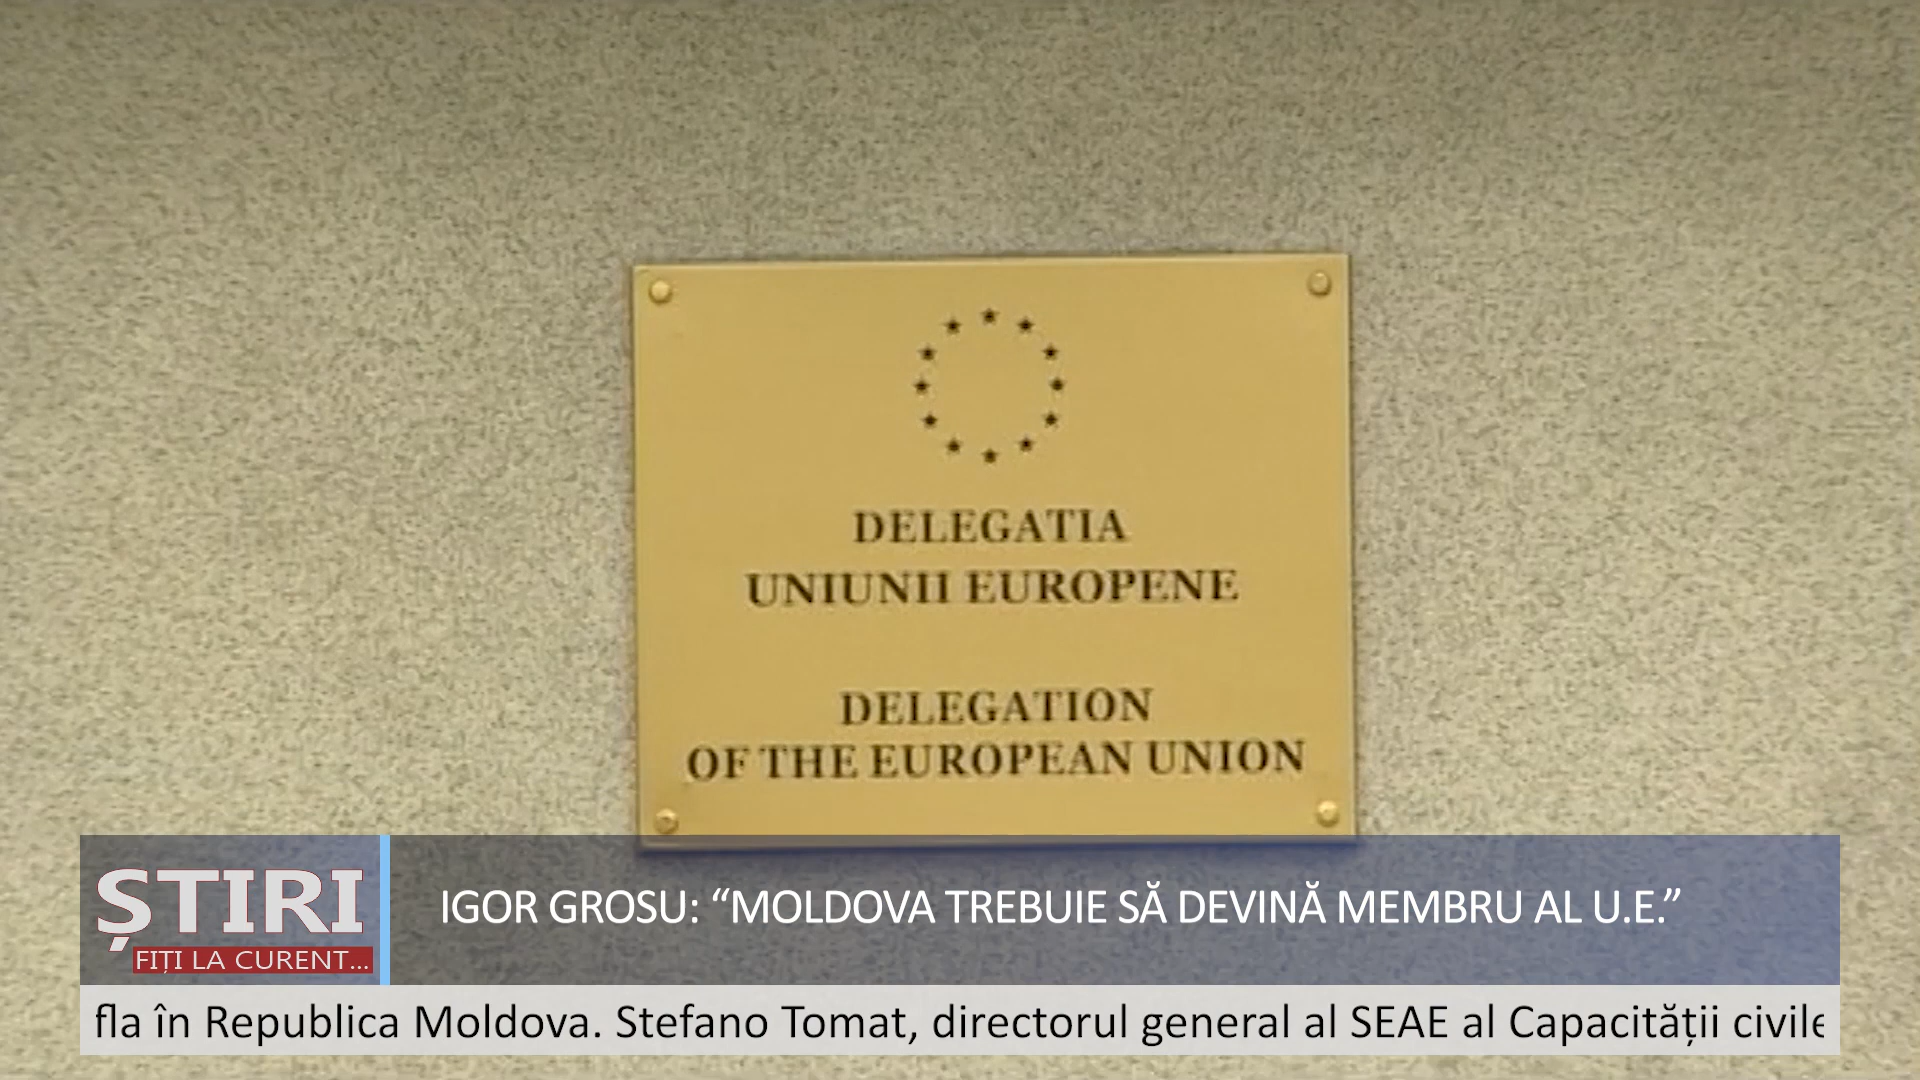 DELEGATIA
UNIUNII EUROPENE
DELEGATION
OF THE EUROPEAN UNION
ȘTIRI
FIȚI LA CURENT...
IGOR GROSU: “MOLDOVA TREBUIE SĂ DEVINĂ MEMBRU AL U.E.”
fla în Republica Moldova. Stefano Tomat, directorul general al SEAE al Capacității civile